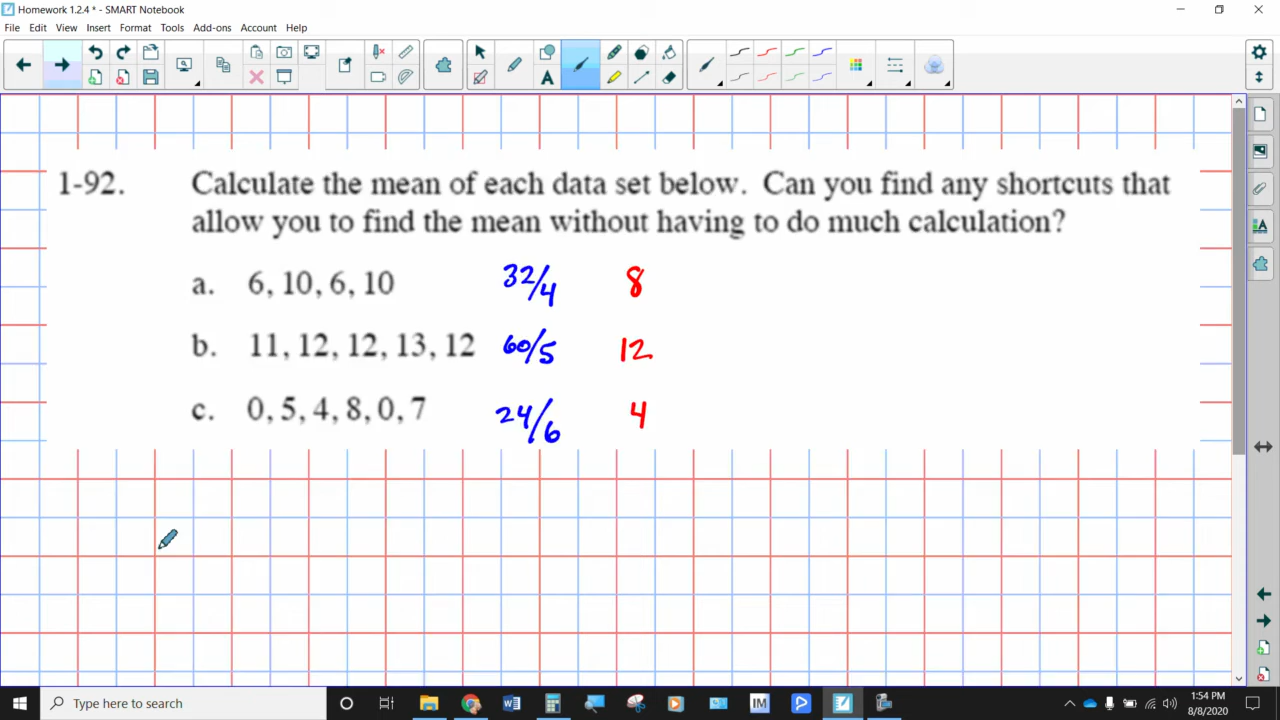 Homework 1.2.4 * - SMART Notebook
File Edit View Insert Format Tools Add-ons Account Help
1-92. Calculate the mean of each data set below. Can you find any shortcuts that
allow you to find the mean without having to do much calculation?
a. 6, 10, 6, 10 32/4 8
b. 11, 12, 12, 13, 12 60/5 12
c. 0, 5, 4, 8, 0, 7 24/6 4
Type here to search
1:54 PM
8/8/2020